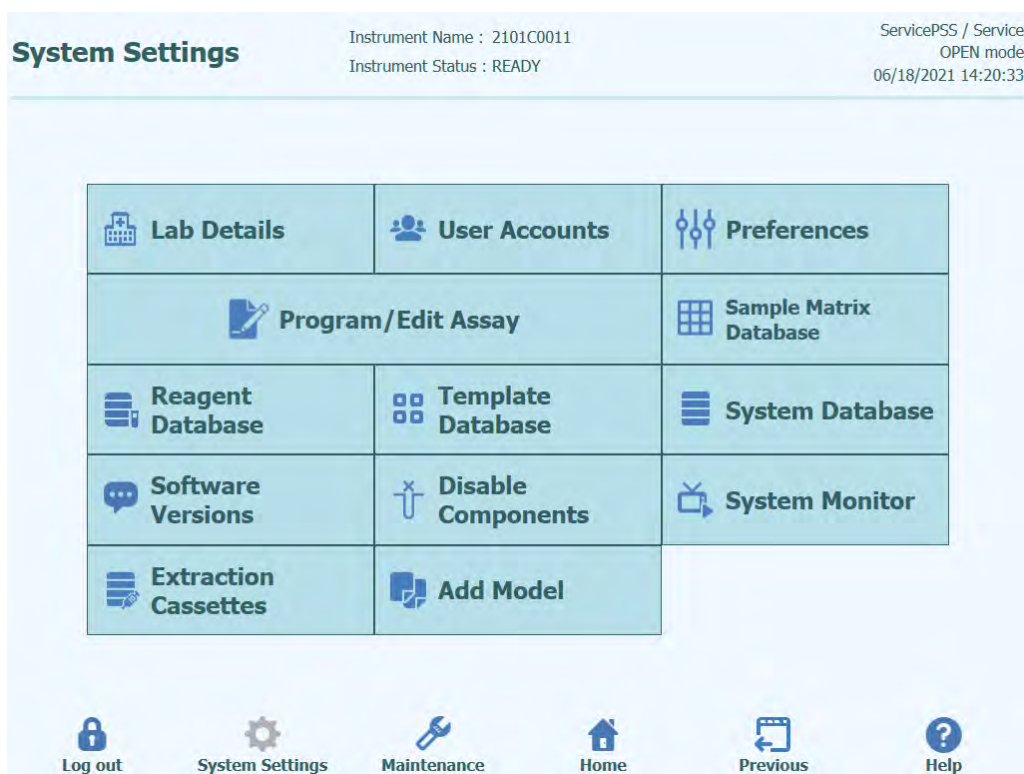 System Settings
Instrument Name : 2101C0011
Instrument Status : READY
ServicePSS / Service
OPEN mode
06/18/2021 14:20:33
Lab Details
User Accounts
Preferences
Program/Edit Assay
Sample Matrix
Database
Reagent
Database
Template
Database
System Database
Software
Versions
Disable
Components
System Monitor
Extraction
Cassettes
Add Model
Log out
System Settings
Maintenance
Home
Previous
Help